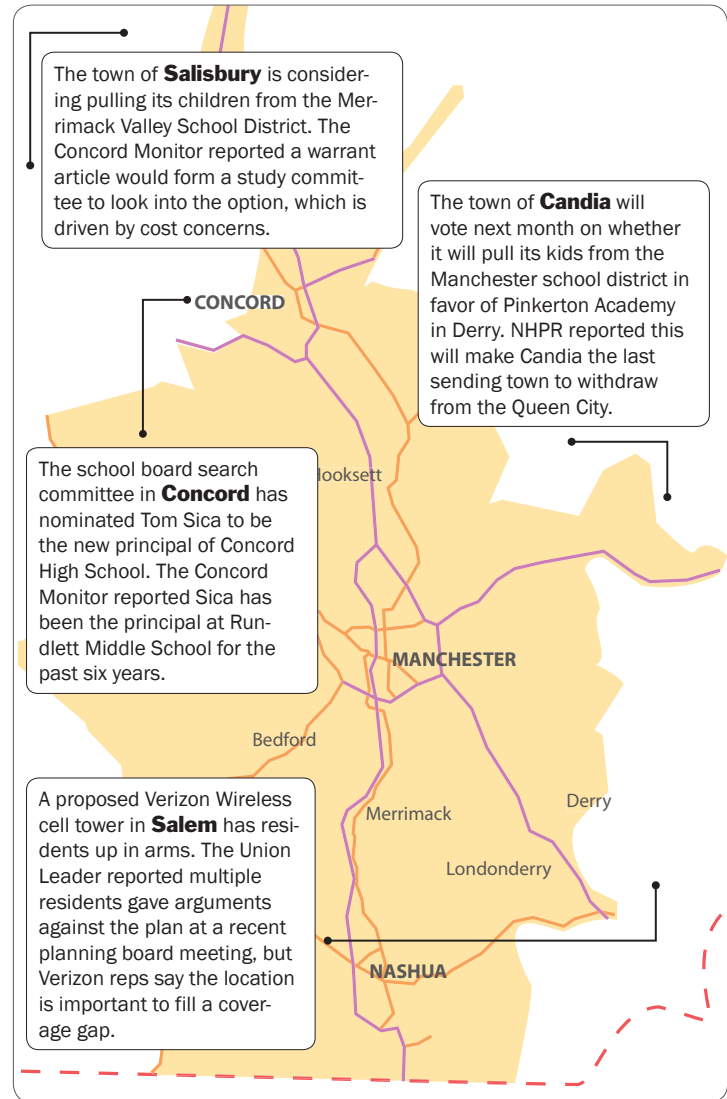 The town of Salisbury is consider-
ing pulling its children from the Mer-
rimack Valley School District. The
Concord Monitor reported a warrant
article would form a study commit-
tee to look into the option, which is
driven by cost concerns.
The town of Candia will
vote next month on whether
it will pull its kids from the
Manchester school district in
favor of Pinkerton Academy
in Derry. NHPR reported this
will make Candia the last
sending town to withdraw
from the Queen City.
CONCORD
The school board search
committee in Concord has
nominated Tom Sica to be
the new principal of Concord
High School. The Concord
Monitor reported Sica has
been the principal at Run-
dlett Middle School for the
past six years.
ooksett
MANCHESTER
Bedford
A proposed Verizon Wireless
cell tower in Salem has resi-
dents up in arms. The Union
Leader reported multiple
residents gave arguments
against the plan at a recent
planning board meeting, but
Verizon reps say the location
is important to fill a cover-
age gap.
Merrimack
Derry
Londonderry
NASHUA